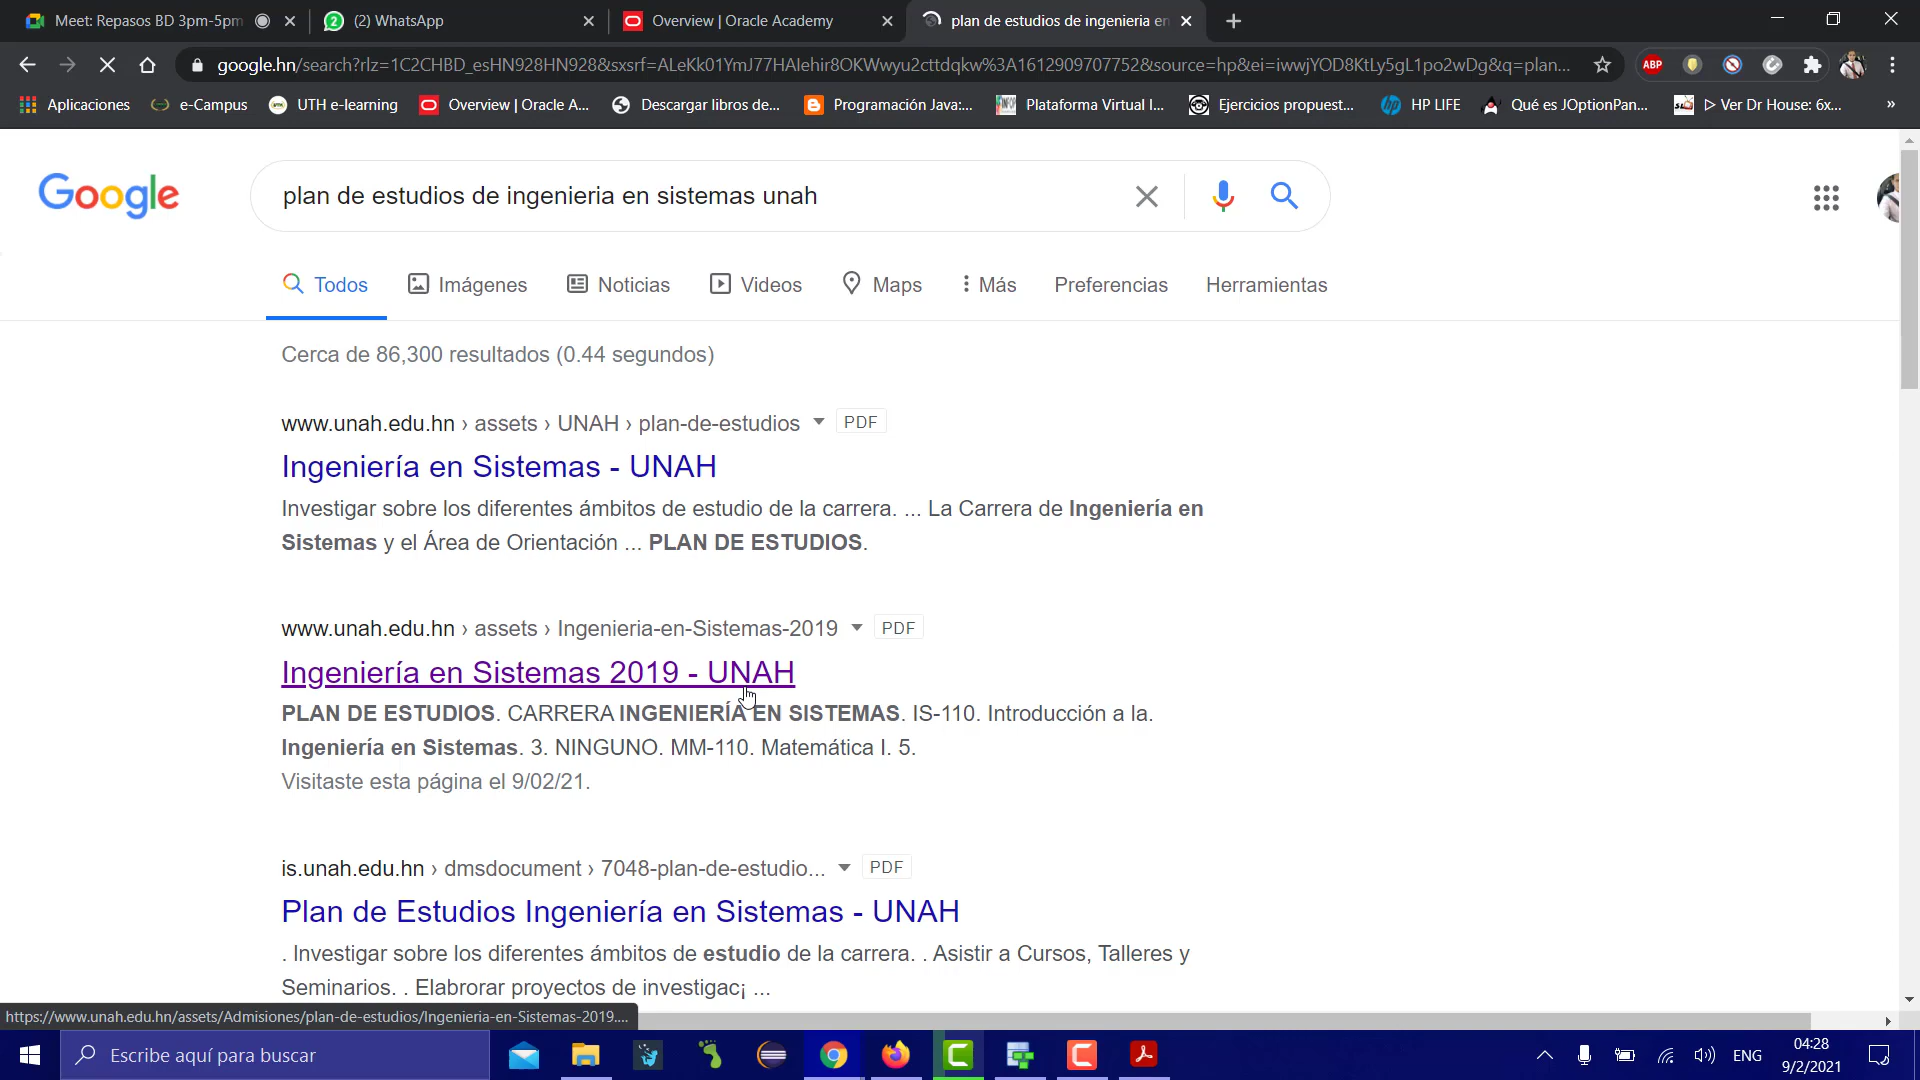 Meet: Repasos BD 3pm-5pm
(2) WhatsApp
Overview | Oracle Academy
plan de estudios de ingenieria en
google.hn/search?rlz=1C2CHBD_esHN928HN928&sxsrf=ALeKk01YmJ77HAlehir8OKWwyu2cttdqkw%3A1612909707752&source=hp&ei=iwwjYOD8KtLy5gL1po2wDg&q=plan...
ABP
Aplicaciones
e-Campus
UTH e-learning
Overview | Oracle A...
Descargar libros de...
Programación Java:...
Plataforma Virtual I...
Ejercicios propuest...
HP LIFE
Qué es JOptionPan...
▷ Ver Dr House: 6x...
»
Google
plan de estudios de ingenieria en sistemas unah
Todos
Imágenes
Noticias
Videos
Maps
Más
Preferencias
Herramientas
Cerca de 86,300 resultados (0.44 segundos)
www.unah.edu.hn › assets › UNAH › plan-de-estudios
PDF
Ingeniería en Sistemas - UNAH
Investigar sobre los diferentes ámbitos de estudio de la carrera. ... La Carrera de Ingeniería en
Sistemas y el Área de Orientación ... PLAN DE ESTUDIOS.
www.unah.edu.hn › assets › Ingenieria-en-Sistemas-2019
PDF
Ingeniería en Sistemas 2019 - UNAH
PLAN DE ESTUDIOS. CARRERA INGENIERÍA EN SISTEMAS. IS-110. Introducción a la.
Ingeniería en Sistemas. 3. NINGUNO. MM-110. Matemática I. 5.
Visitaste esta página el 9/02/21.
is.unah.edu.hn › dmsdocument › 7048-plan-de-estudio...
PDF
Plan de Estudios Ingeniería en Sistemas - UNAH
. Investigar sobre los diferentes ámbitos de estudio de la carrera. . Asistir a Cursos, Talleres y
Seminarios. . Elabrorar proyectos de investigac¡ ...
https://www.unah.edu.hn/assets/Admisiones/plan-de-estudios/Ingenieria-en-Sistemas-2019....
Escribe aquí para buscar
ENG
04:28
9/2/2021